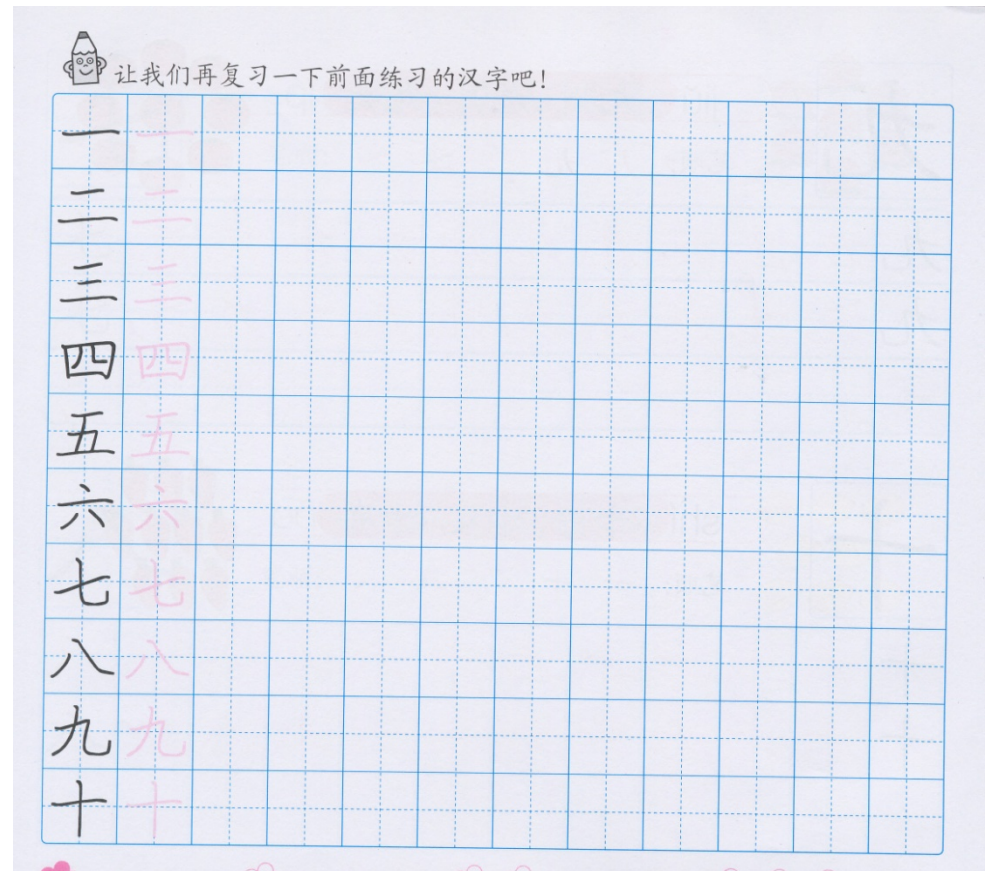 让我们再复习一下前面练习的汉字吧!
一 一
二 二
三 三
四 四
五 五
六 六
七 七
八 八
九 九
十 十